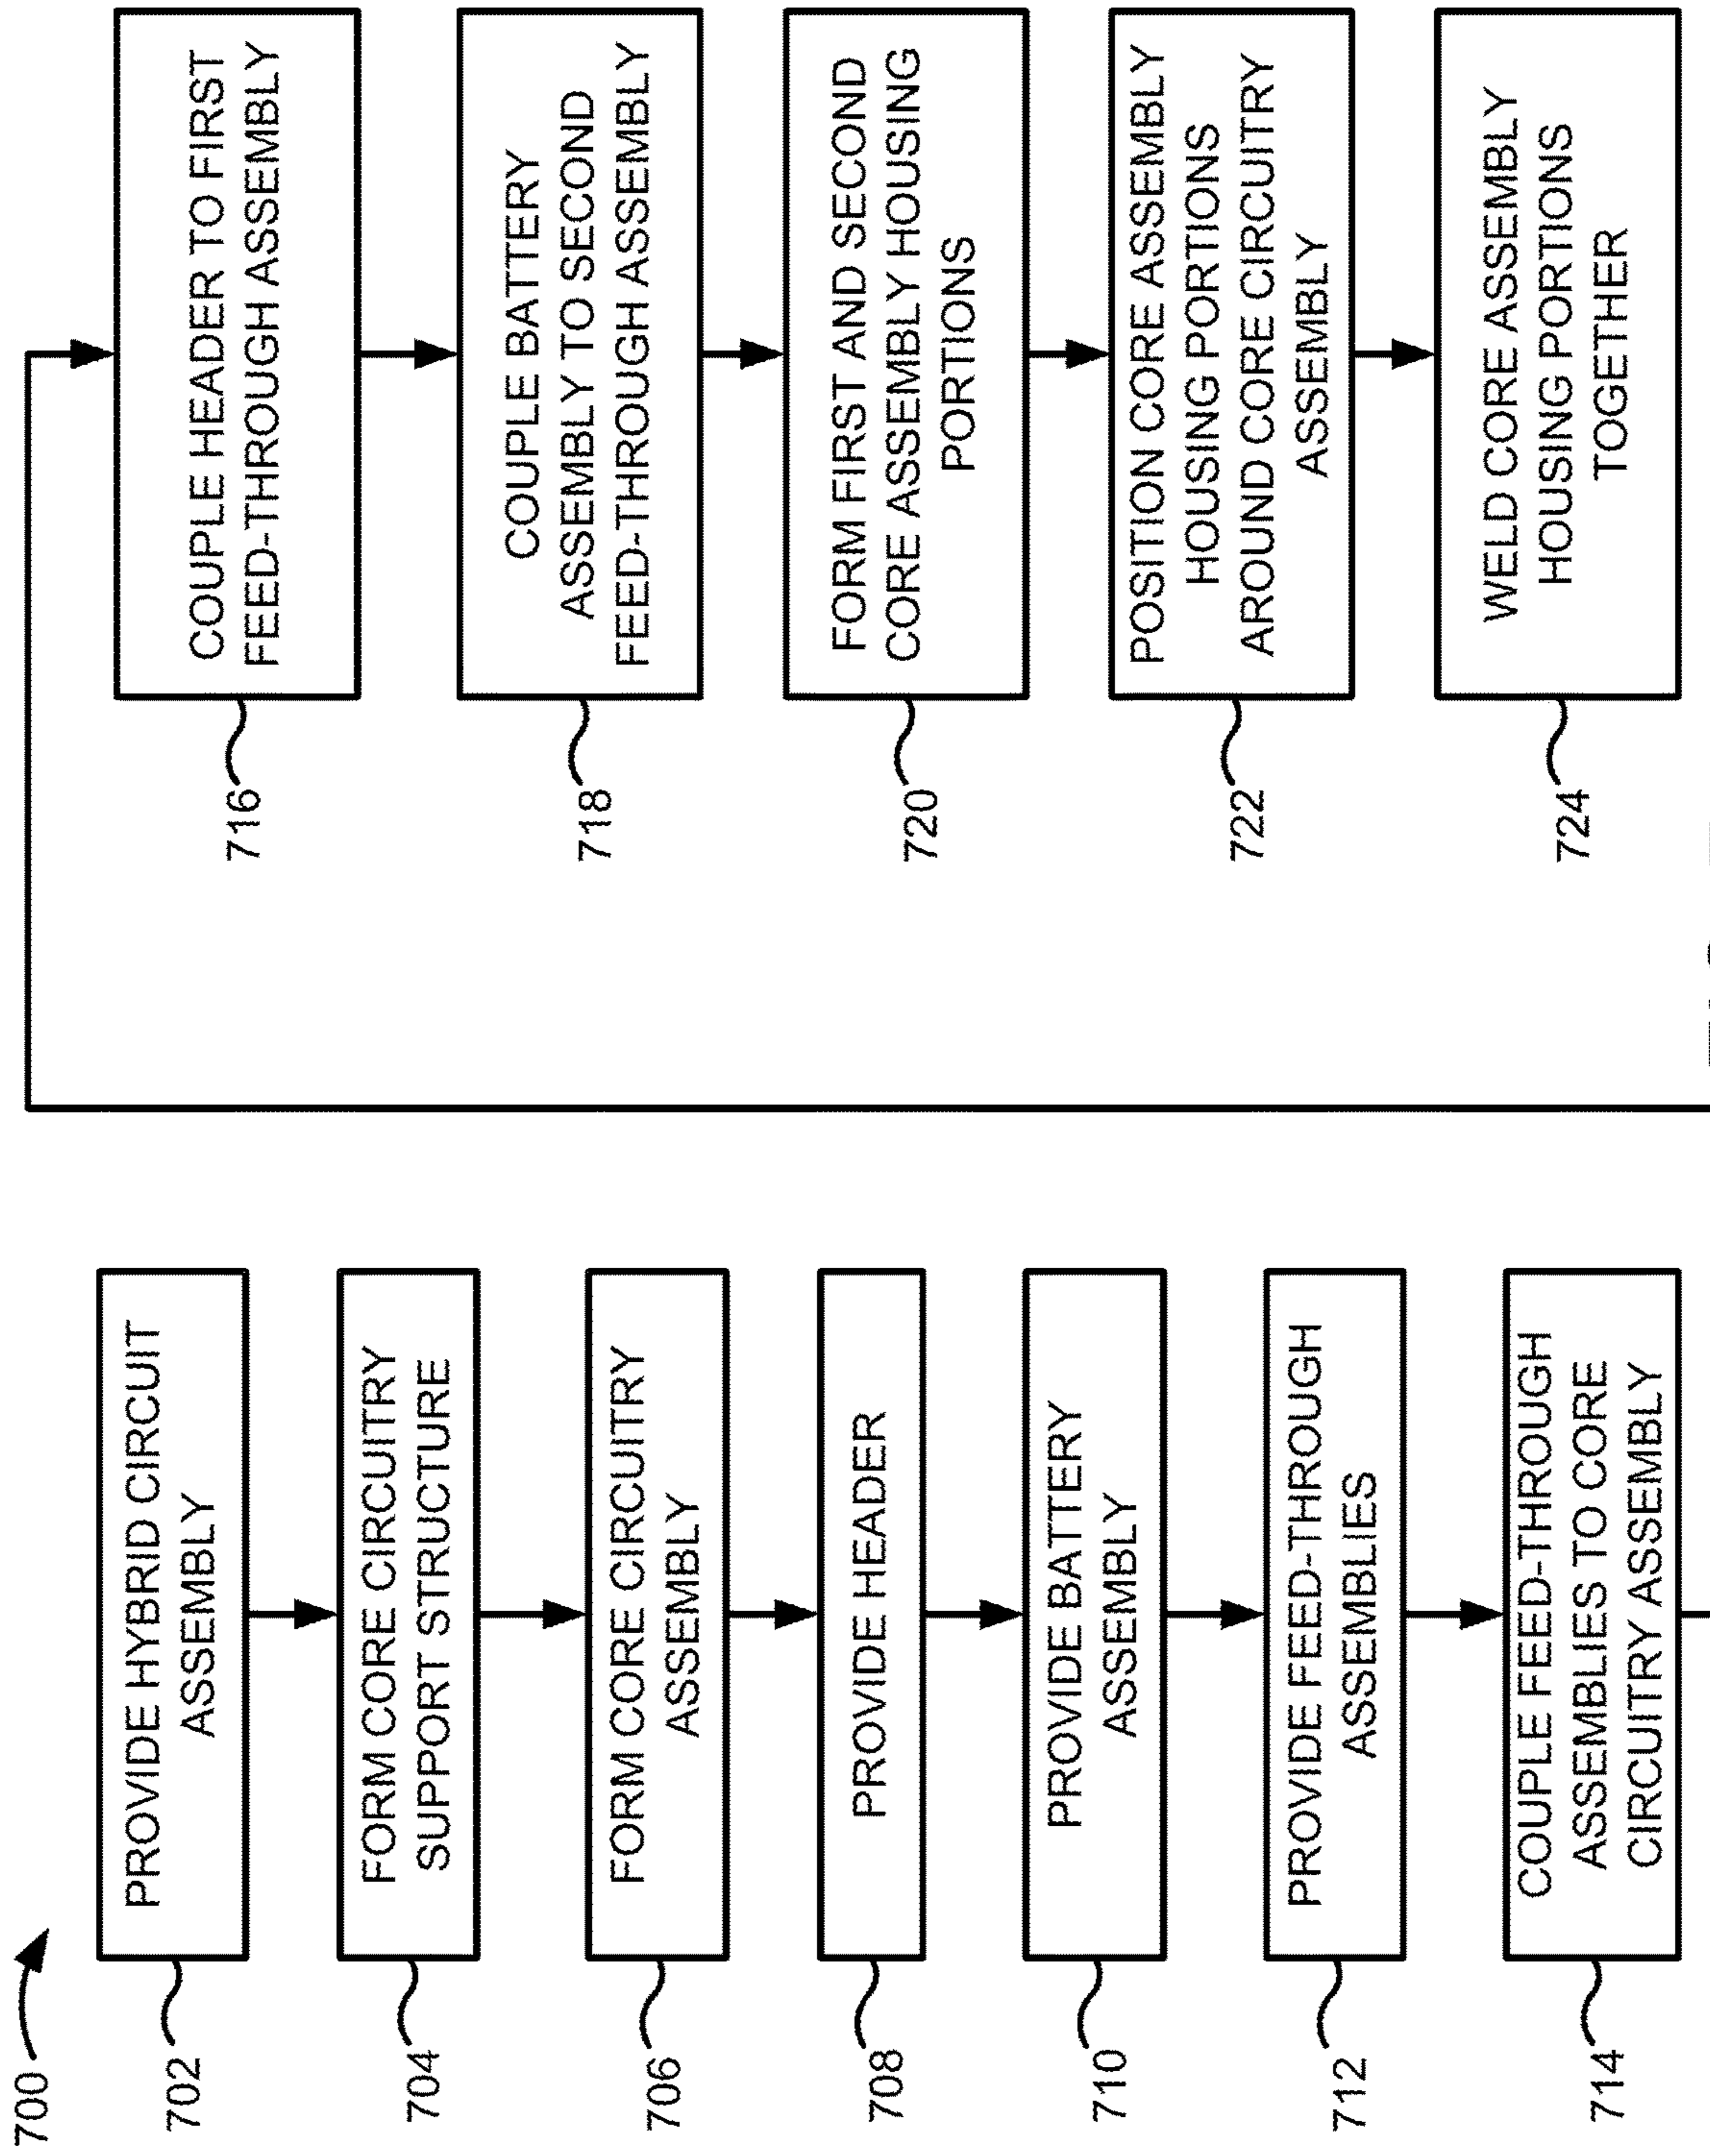 700
702
PROVIDE HYBRID CIRCUIT
ASSEMBLY
704
FORM CORE CIRCUITRY
SUPPORT STRUCTURE
706
FORM CORE CIRCUITRY
ASSEMBLY
708
PROVIDE HEADER
710
PROVIDE BATTERY
ASSEMBLY
712
PROVIDE FEED-THROUGH
ASSEMBLIES
714
COUPLE FEED-THROUGH
ASSEMBLIES TO CORE
CIRCUITRY ASSEMBLY
716
COUPLE HEADER TO FIRST
FEED-THROUGH ASSEMBLY
718
COUPLE BATTERY
ASSEMBLY TO SECOND
FEED-THROUGH ASSEMBLY
720
FORM FIRST AND SECOND
CORE ASSEMBLY HOUSING
PORTIONS
722
POSITION CORE ASSEMBLY
HOUSING PORTIONS
AROUND CORE CIRCUITRY
ASSEMBLY
724
WELD CORE ASSEMBLY
HOUSING PORTIONS
TOGETHER